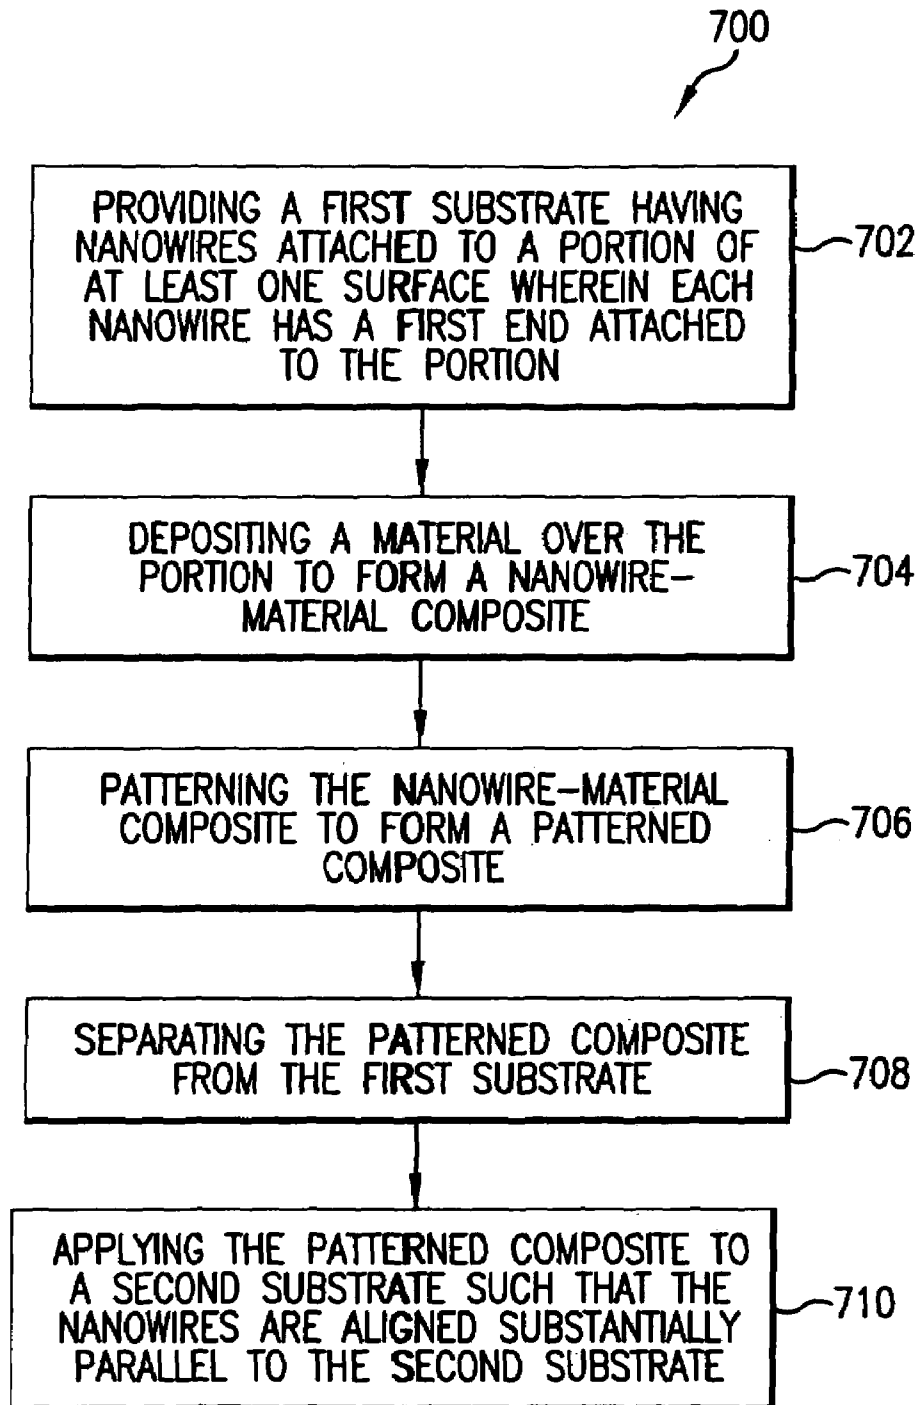 700
PROVIDING A FIRST SUBSTRATE HAVING
NANOWIRES ATTACHED TO A PORTION OF
AT LEAST ONE SURFACE WHEREIN EACH
NANOWIRE HAS A FIRST END ATTACHED
TO THE PORTION
702
DEPOSITING A MATERIAL OVER THE
PORTION TO FORM A NANOWIRE-
MATERIAL COMPOSITE
704
PATTERNING THE NANOWIRE-MATERIAL
COMPOSITE TO FORM A PATTERNED
COMPOSITE
706
SEPARATING THE PATTERNED COMPOSITE
FROM THE FIRST SUBSTRATE
708
APPLYING THE PATTERNED COMPOSITE TO
A SECOND SUBSTRATE SUCH THAT THE
NANOWIRES ARE ALIGNED SUBSTANTIALLY
PARALLEL TO THE SECOND SUBSTRATE
710